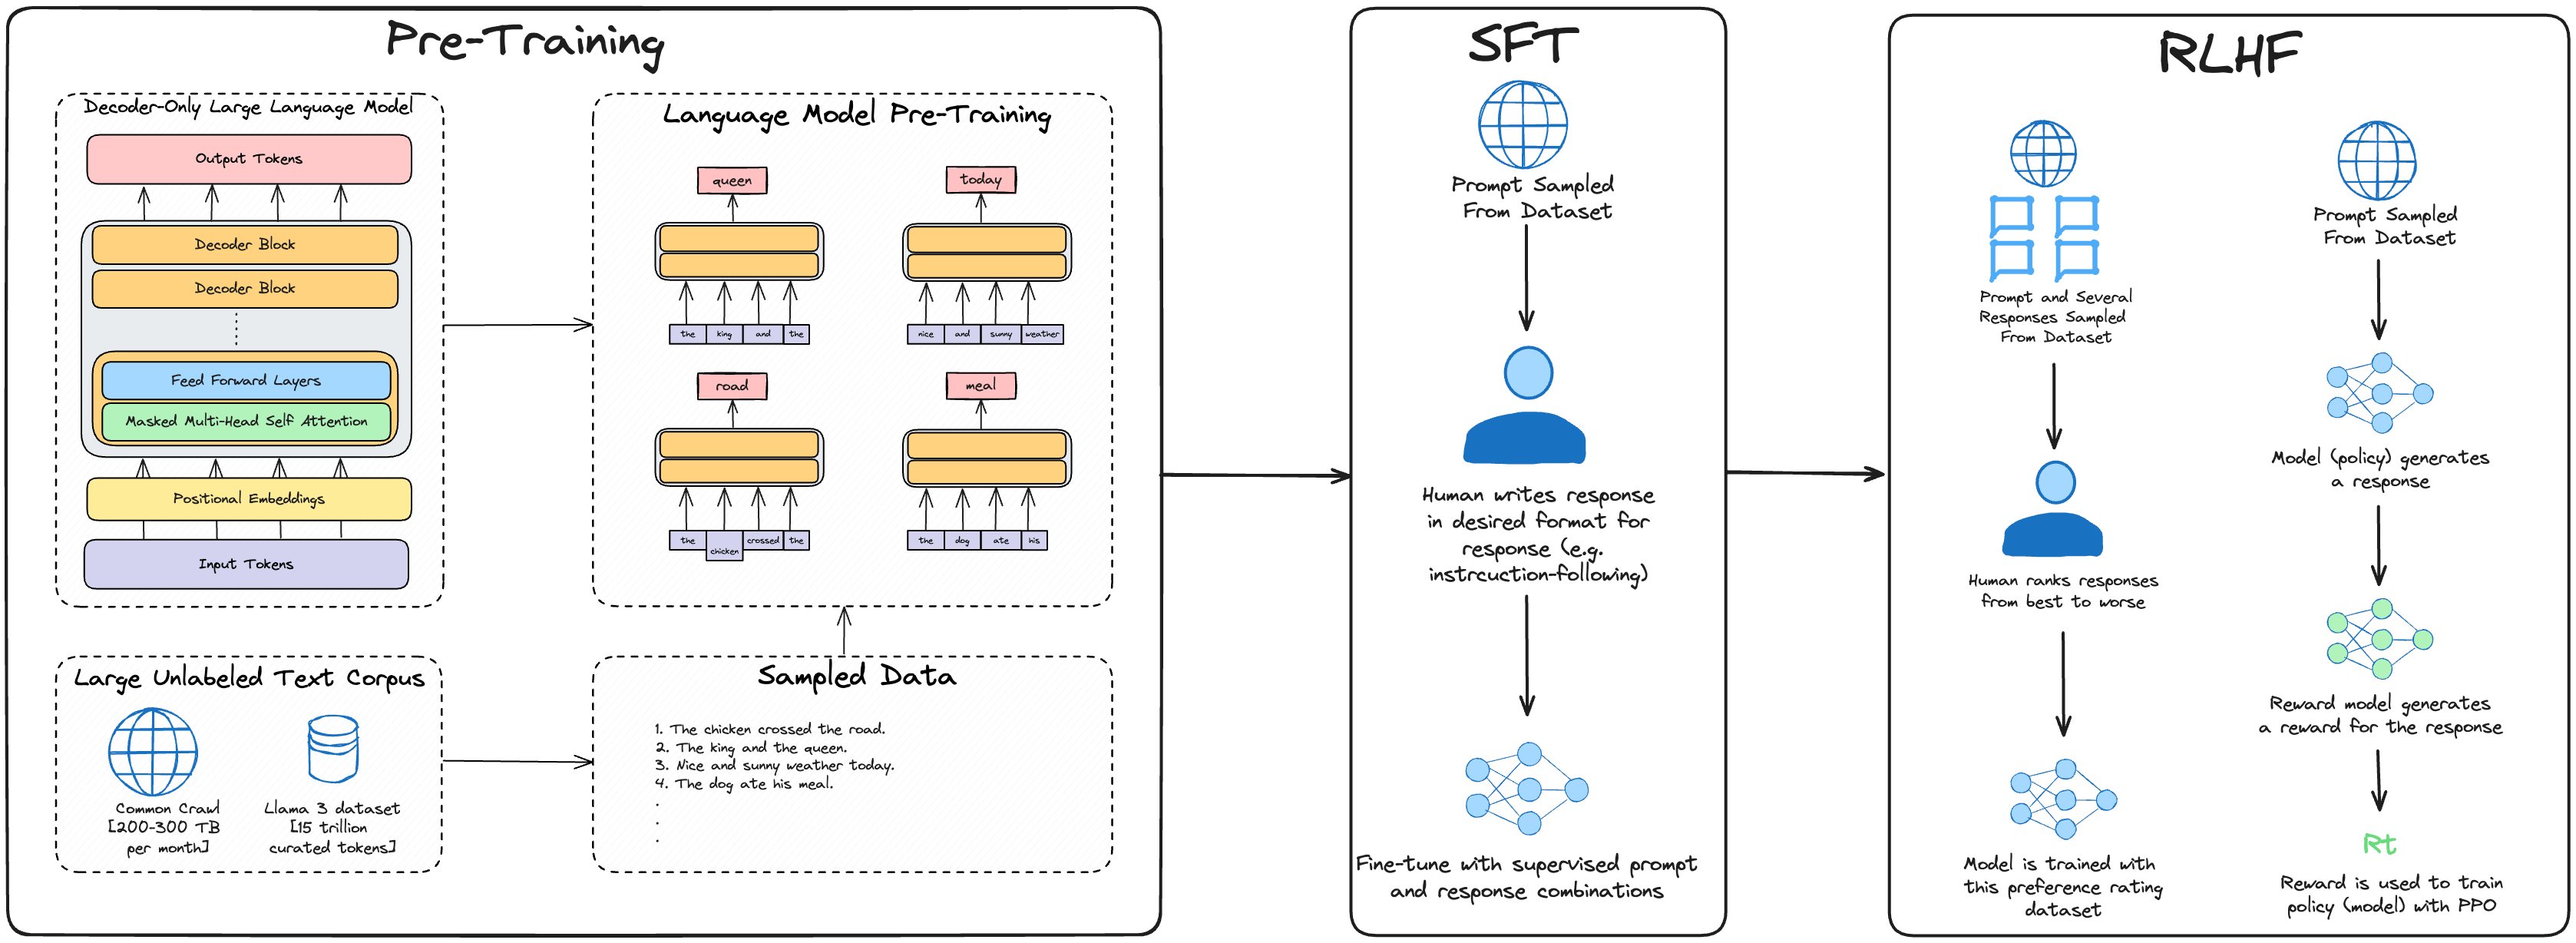 Pre-Training
Decoder-Only Large Language Model
Output Tokens
Decoder Block
Decoder Block
Feed Forward Layers
Masked Multi-Head Self Attention
Positional Embeddings
Input Tokens
Language Model Pre-Training
queen
the king and the
today
nice and sunny weather
road
the chicken crossed the
meal
the dog ate his
Large Unlabeled Text Corpus
Common Crawl
[200-300 TB
per month]
Llama 3 dataset
[15 trillion
curated tokens]
Sampled Data
1. The chicken crossed the road.
2. The king and the queen.
3. Nice and sunny weather today.
4. The dog ate his meal.
.
.
.
SFT
Prompt Sampled
From Dataset
Human writes response
in desired format for
response (e.g.
instrcuction-following)
Fine-tune with supervised prompt
and response combinations
RLHF
Prompt and Several
Responses Sampled
From Dataset
Human ranks responses
from best to worse
Model is trained with
this preference rating
dataset
Prompt Sampled
From Dataset
Model (policy) generates
a response
Reward model generates
a reward for the response
Rt
Reward is used to train
policy (model) with PPO